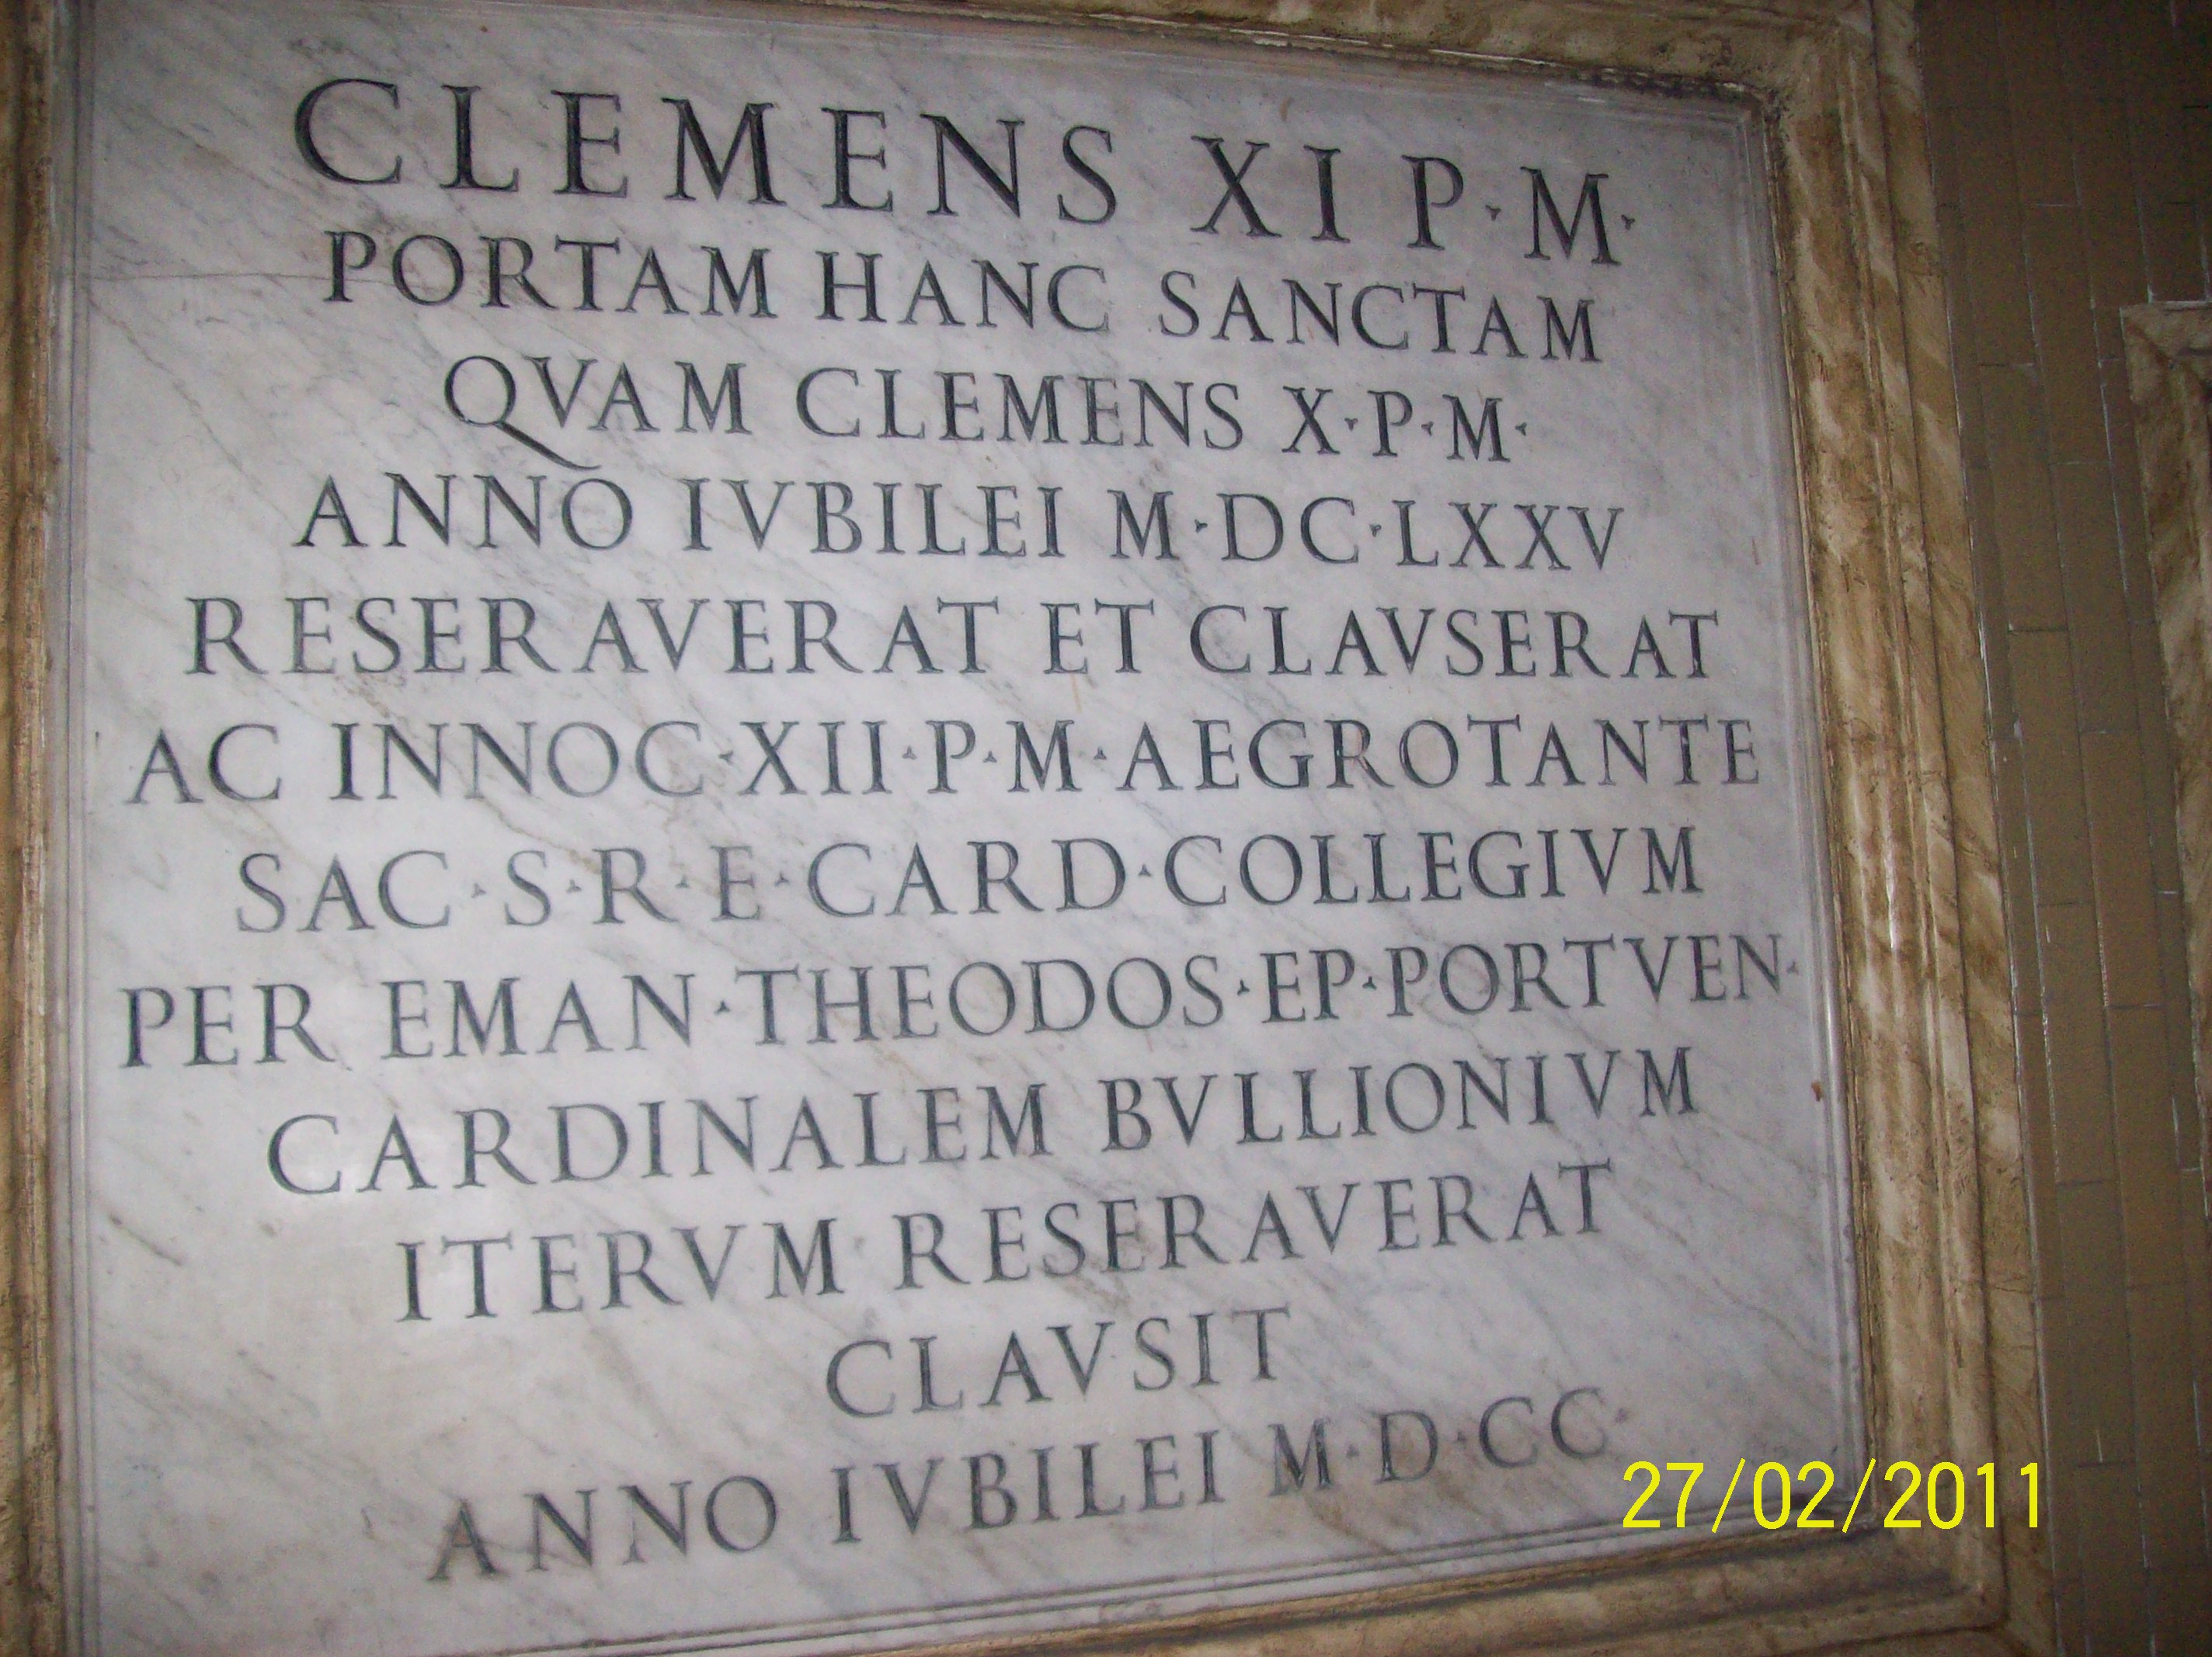 CLEMENS XI P·M·
PORTAM HANC SANCTAM
QVAM CLEMENS X·P·M·
ANNO IVBILEI M·DC·LXXV
RESERAVERAT ET CLAVSERAT
AC INNOC·XII·P·M·AEGROTANTE
SAC·S·R·E·CARD·COLLEGIVM
PER EMAN·THEODOS·EP·PORTVEN·
CARDINALEM BVLLIONIVM
ITERVM RESERAVERAT
CLAVSIT
ANNO IVBILEI M·D·CC·
27/02/2011